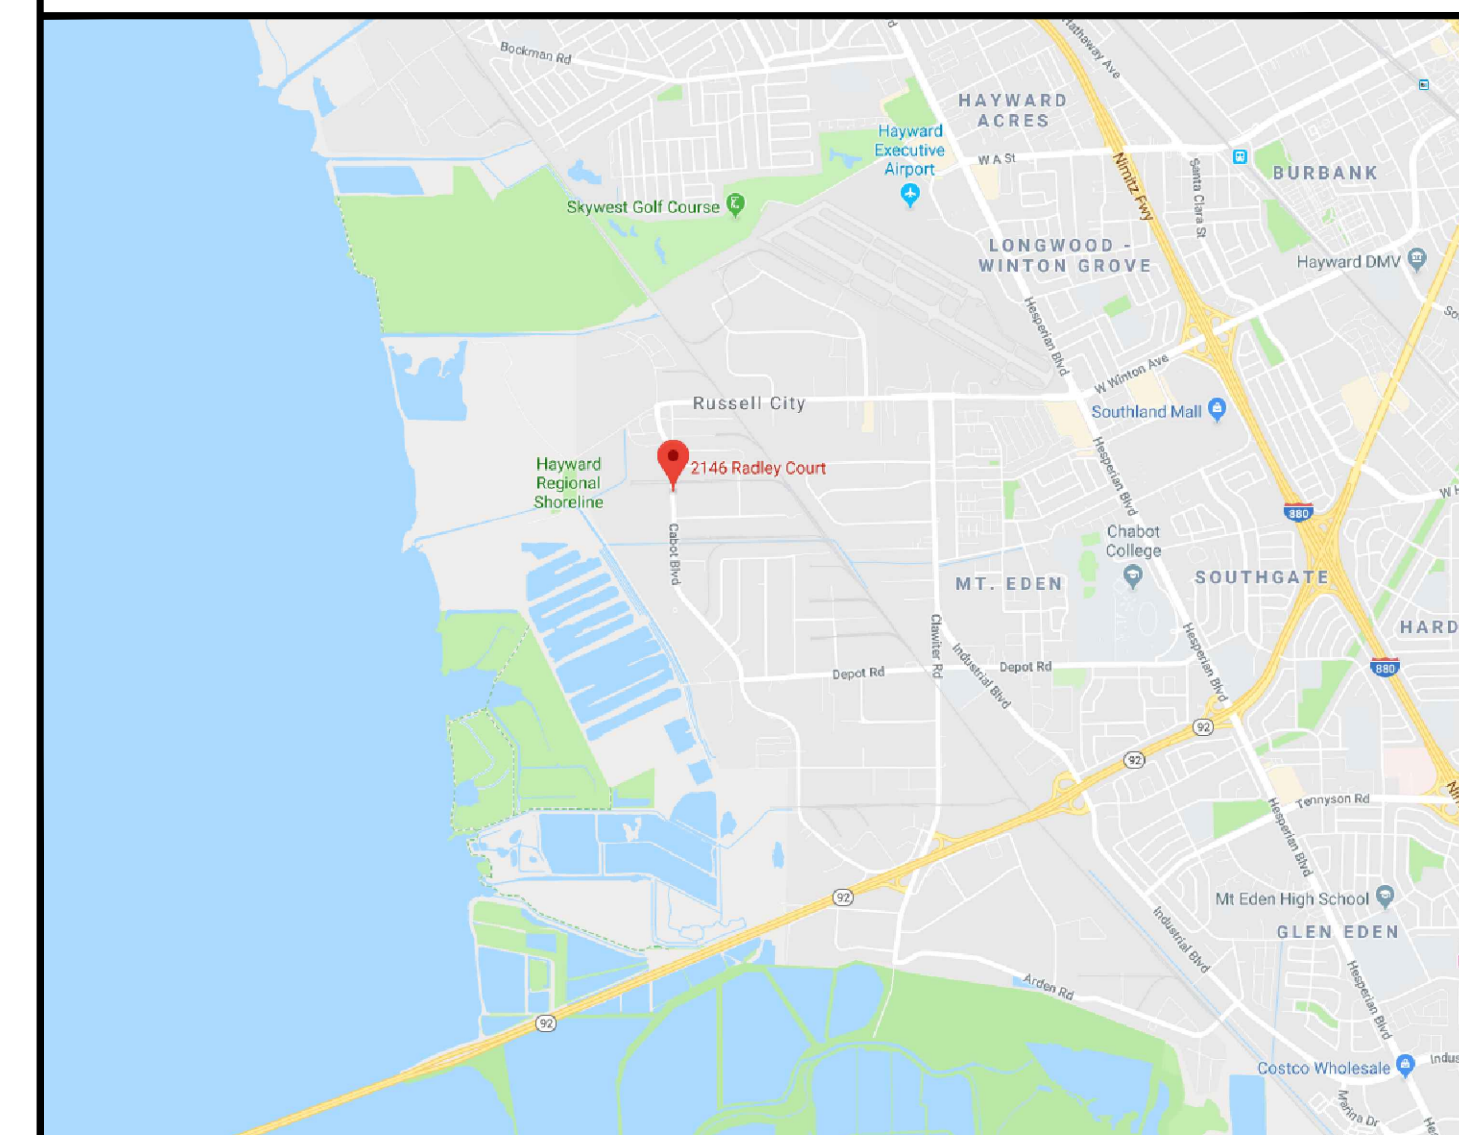 Bockman Rd
Hathaway Ave
HAYWARD
ACRES
Hayward
Executive
Airport
W A St
Nimitz Fwy
Santa Clara St
BURBANK
Skywest Golf Course
LONGWOOD -
WINTON GROVE
Hayward DMV
Hesperian Blvd
W Winton Ave
Russell City
Southland Mall
Hayward
Regional
Shoreline
2146 Radley Court
Hesperian Blvd
880
Cabot Blvd
Chabot
College
MT. EDEN
SOUTHGATE
HARD
Clawiter Rd
Industrial Blvd
Depot Rd
Depot Rd
Hesperian Blvd
880
92
92
Tennyson Rd
Hesperian Blvd
92
Mt Eden High School
GLEN EDEN
Industrial Blvd
Arden Rd
Hesperian Blvd
92
Costco Wholesale
Indus
Marina Dr